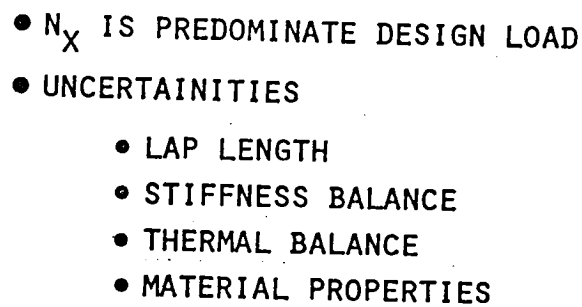 • N_X IS PREDOMINATE DESIGN LOAD
• UNCERTAINITIES
• LAP LENGTH
• STIFFNESS BALANCE
• THERMAL BALANCE
• MATERIAL PROPERTIES